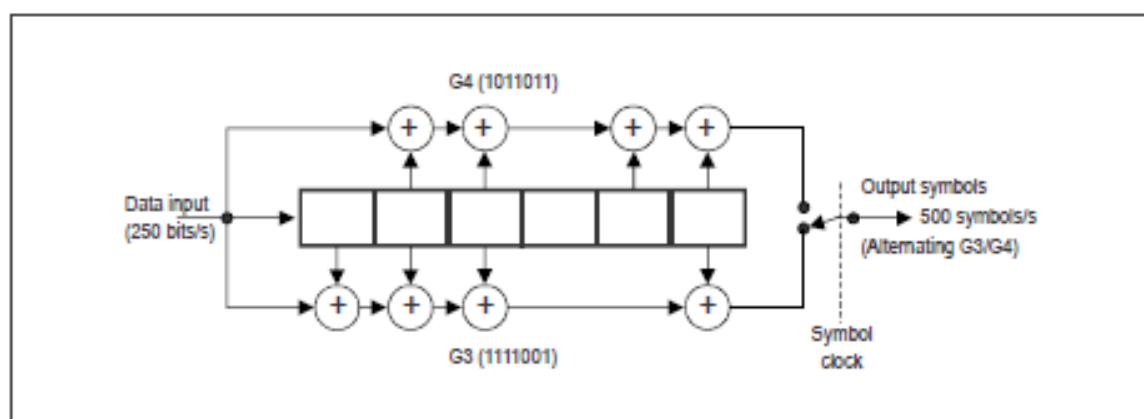 G4 (1011011)
+ + + +
Data input
(250 bits/s)
Output symbols
500 symbols/s
(Alternating G3/G4)
+ + + +
Symbol
clock
G3 (1111001)